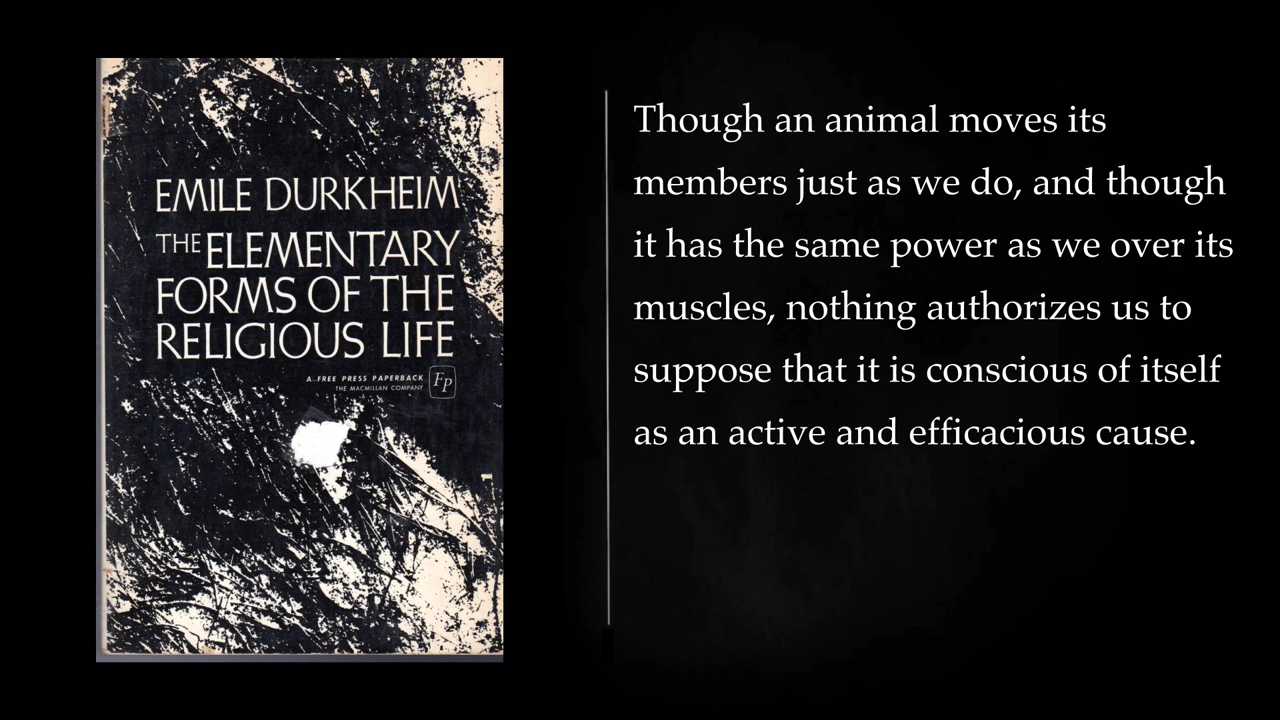 EMILE DURKHEIM
THE ELEMENTARY
FORMS OF THE
RELIGIOUS LIFE
A FREE PRESS PAPERBACK
THE MACMILLAN COMPANY
Fp
Though an animal moves its
members just as we do, and though
it has the same power as we over its
muscles, nothing authorizes us to
suppose that it is conscious of itself
as an active and efficacious cause.